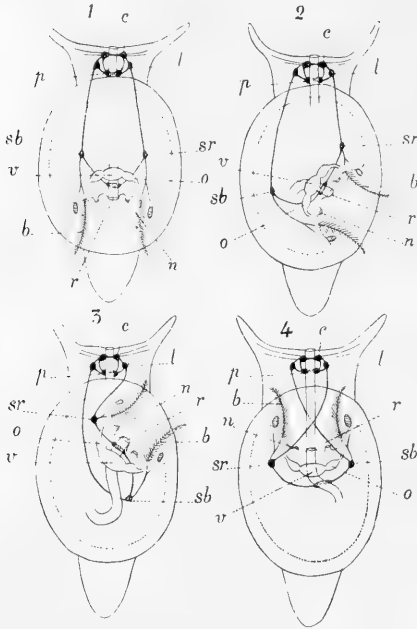 1 c 2
p l
c
p l
sb sr
v o
b. n
r
v sr
sb b
o r
n
3 c 4
p l
c
p l
sr n
o r
v b
sb
b r
n.
sr sb
v o